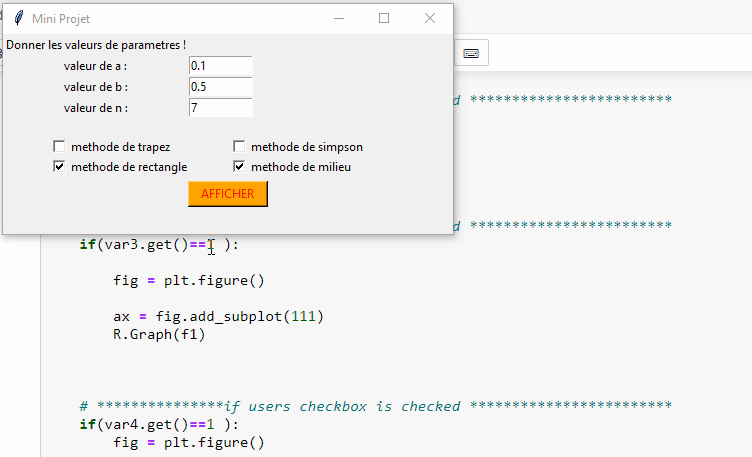 Mini Projet
Donner les valeurs de parametres !
valeur de a : 0.1
valeur de b : 0.5
valeur de n : 7
methode de trapez methode de simpson
methode de rectangle methode de milieu
AFFICHER
d ************************
d ************************
if(var3.get()==1 ):
fig = plt.figure()
ax = fig.add_subplot(111)
R.Graph(f1)
# ***************if users checkbox is checked ************************
if(var4.get()==1 ):
fig = plt.figure()